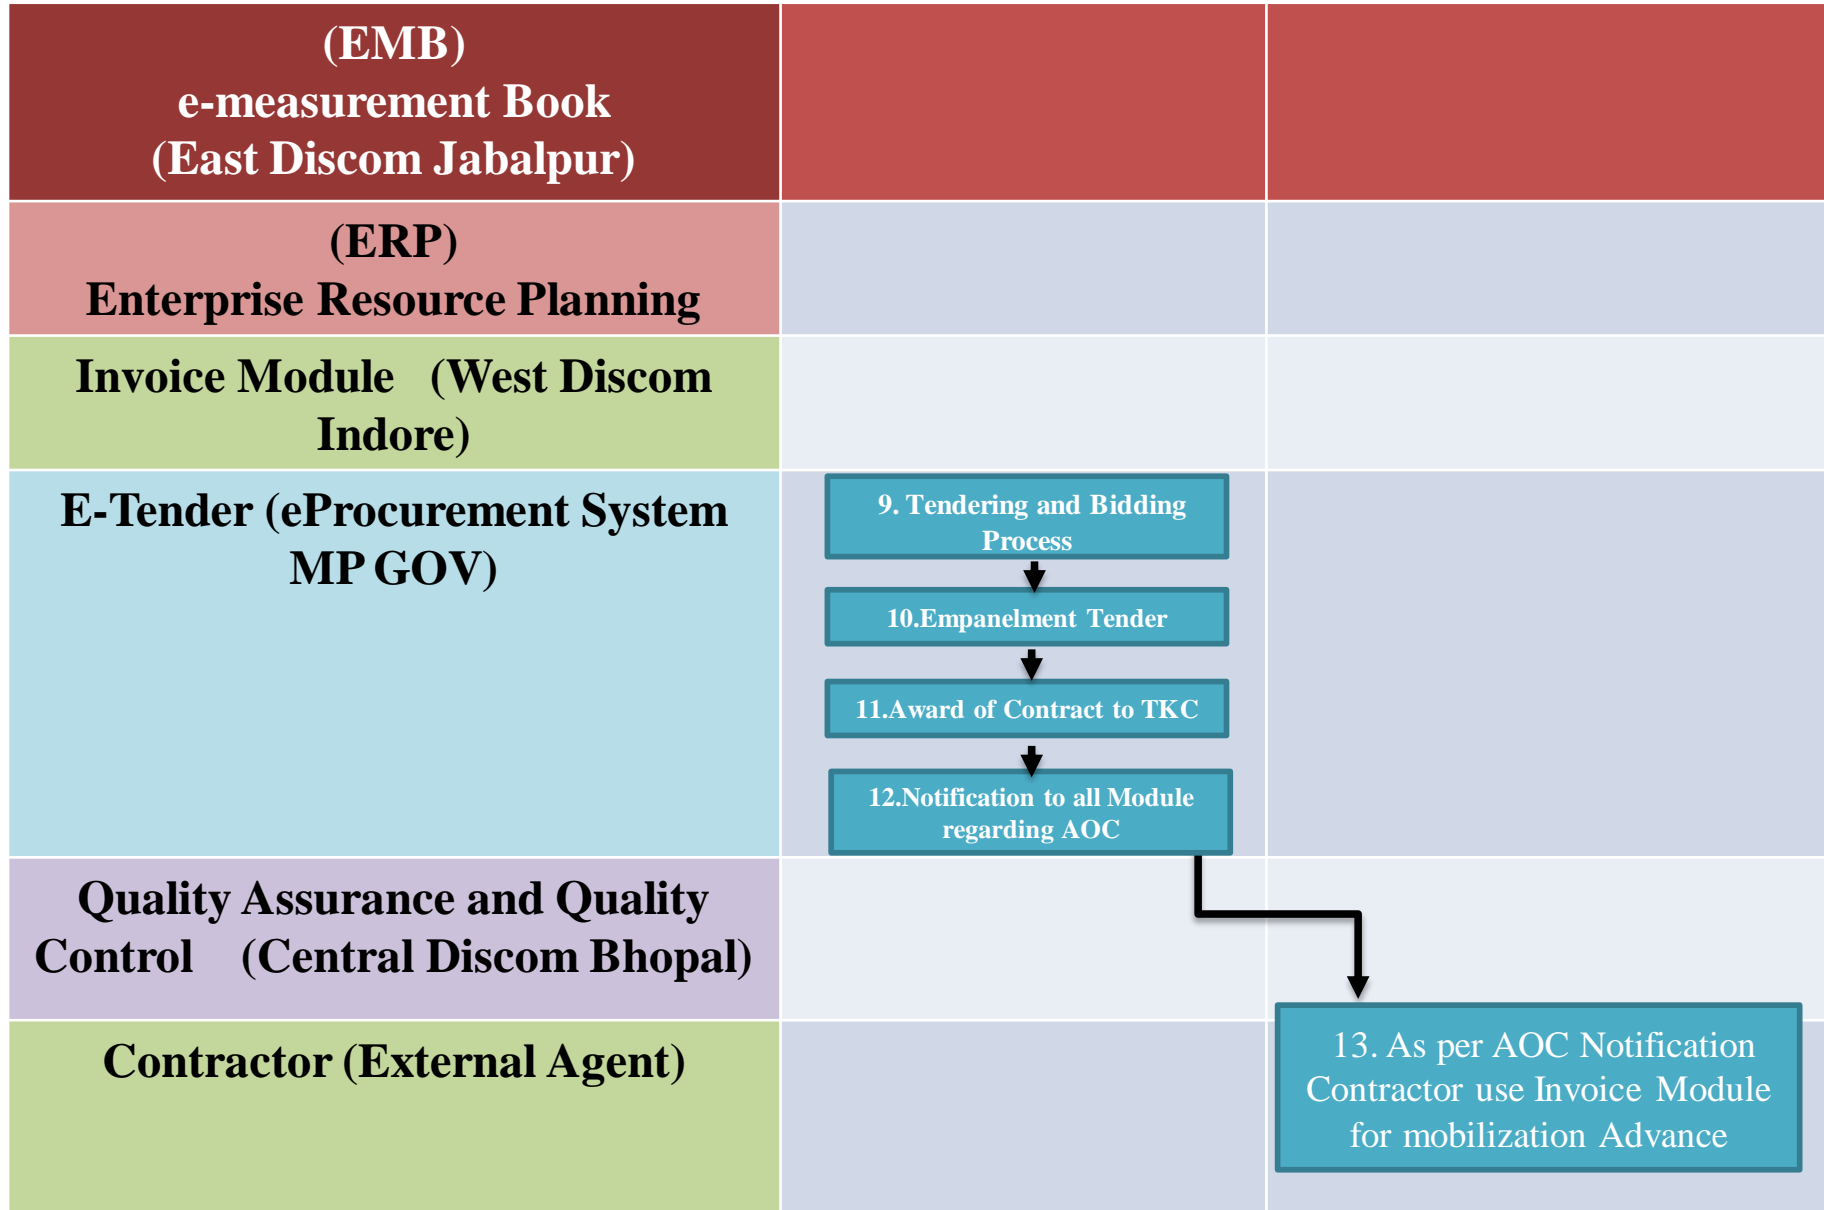 (EMB)
e-measurement Book
(East Discom Jabalpur)
(ERP)
Enterprise Resource Planning
Invoice Module (West Discom
Indore)
E-Tender (eProcurement System
MP GOV)
9. Tendering and Bidding
Process
10.Empanelment Tender
11.Award of Contract to TKC
12.Notification to all Module
regarding AOC
Quality Assurance and Quality
Control (Central Discom Bhopal)
Contractor (External Agent)
13. As per AOC Notification
Contractor use Invoice Module
for mobilization Advance